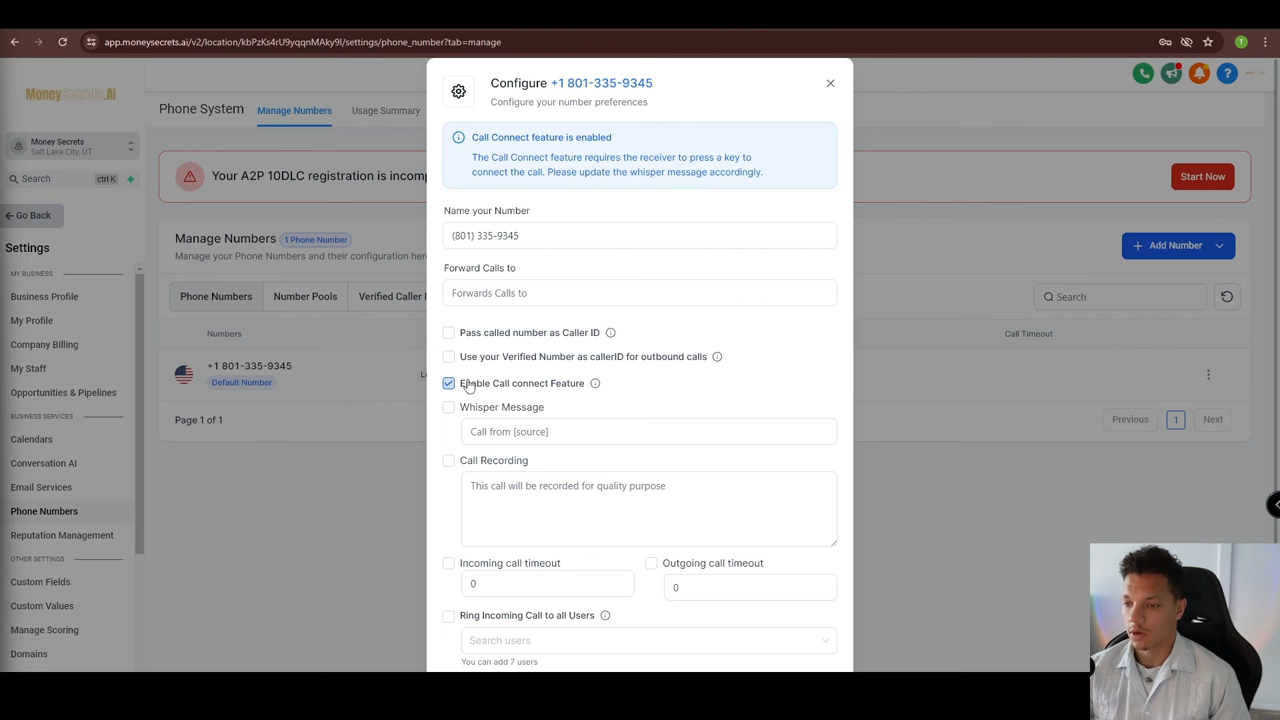 app.moneysecrets.ai/v2/location/kbPzKs4rU9yqqnMAky9I/settings/phone_number?tab=manage
T
MoneySecrets.AI
Money Secrets
Salt Lake City, UT
Search
ctrl K
Go Back
Settings
MY BUSINESS
Business Profile
My Profile
Company Billing
My Staff
Opportunities & Pipelines
BUSINESS SERVICES
Calendars
Conversation AI
Email Services
Phone Numbers
Reputation Management
OTHER SETTINGS
Custom Fields
Custom Values
Manage Scoring
Domains
Phone System
Manage Numbers
Usage Summary
Your A2P 10DLC registration is incomp
Start Now
Manage Numbers
1 Phone Number
Manage your Phone Numbers and their configuration here
Add Number
Phone Numbers
Number Pools
Verified Caller I
Search
Numbers
Call Timeout
+1 801-335-9345
Default Number
Page 1 of 1
Previous
1
Next
Configure +1 801-335-9345
Configure your number preferences
Call Connect feature is enabled
The Call Connect feature requires the receiver to press a key to
connect the call. Please update the whisper message accordingly.
Name your Number
(801) 335-9345
Forward Calls to
Forwards Calls to
Pass called number as Caller ID
Use your Verified Number as callerID for outbound calls
Enable Call connect Feature
Whisper Message
Call from [source]
Call Recording
This call will be recorded for quality purpose
Incoming call timeout
0
Outgoing call timeout
0
Ring Incoming Call to all Users
Search users
You can add 7 users